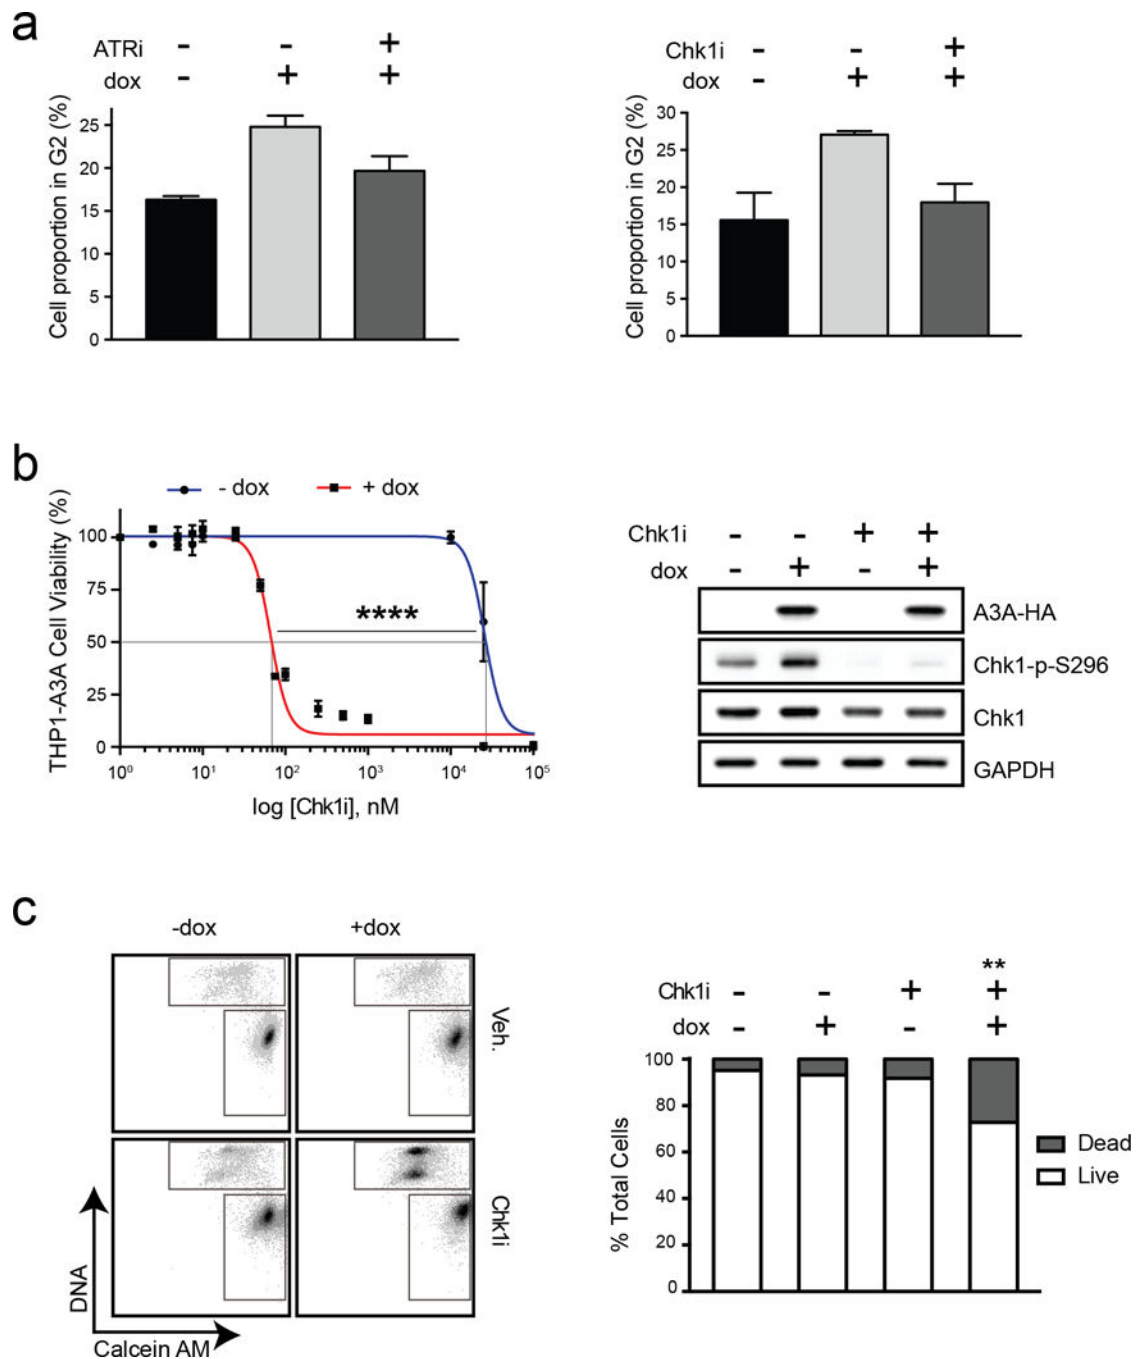 a
ATRi - - +
dox - + +
Cell proportion in G2 (%)
25
20
15
10
5
0
Chk1i - - +
dox - + +
Cell proportion in G2 (%)
30
25
20
15
10
5
0
b
- dox + dox
THP1-A3A Cell Viability (%)
100
75
50
25
0
****
10⁰ 10¹ 10² 10³ 10⁴ 10⁵
log [Chk1i], nM
Chk1i - - + +
dox - + - +
A3A-HA
Chk1-p-S296
Chk1
GAPDH
c
-dox +dox
Veh.
Chk1i
DNA
Calcein AM
**
Chk1i - - + +
dox - + - +
% Total Cells
100
80
60
40
20
0
Dead
Live